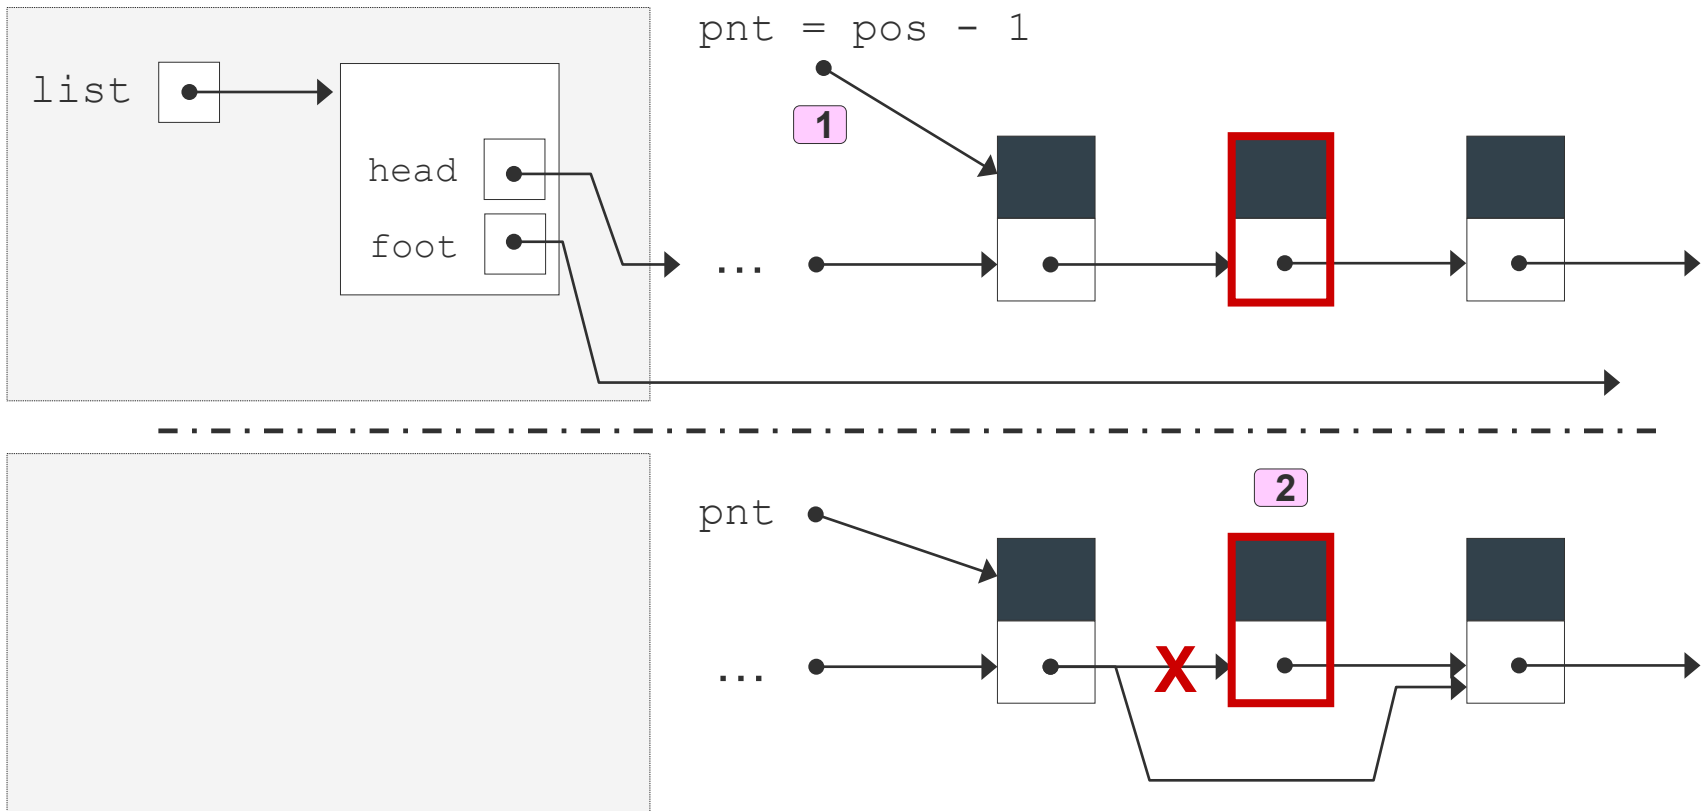 pnt = pos - 1
list
1
head
foot
...
2
pnt
X
...